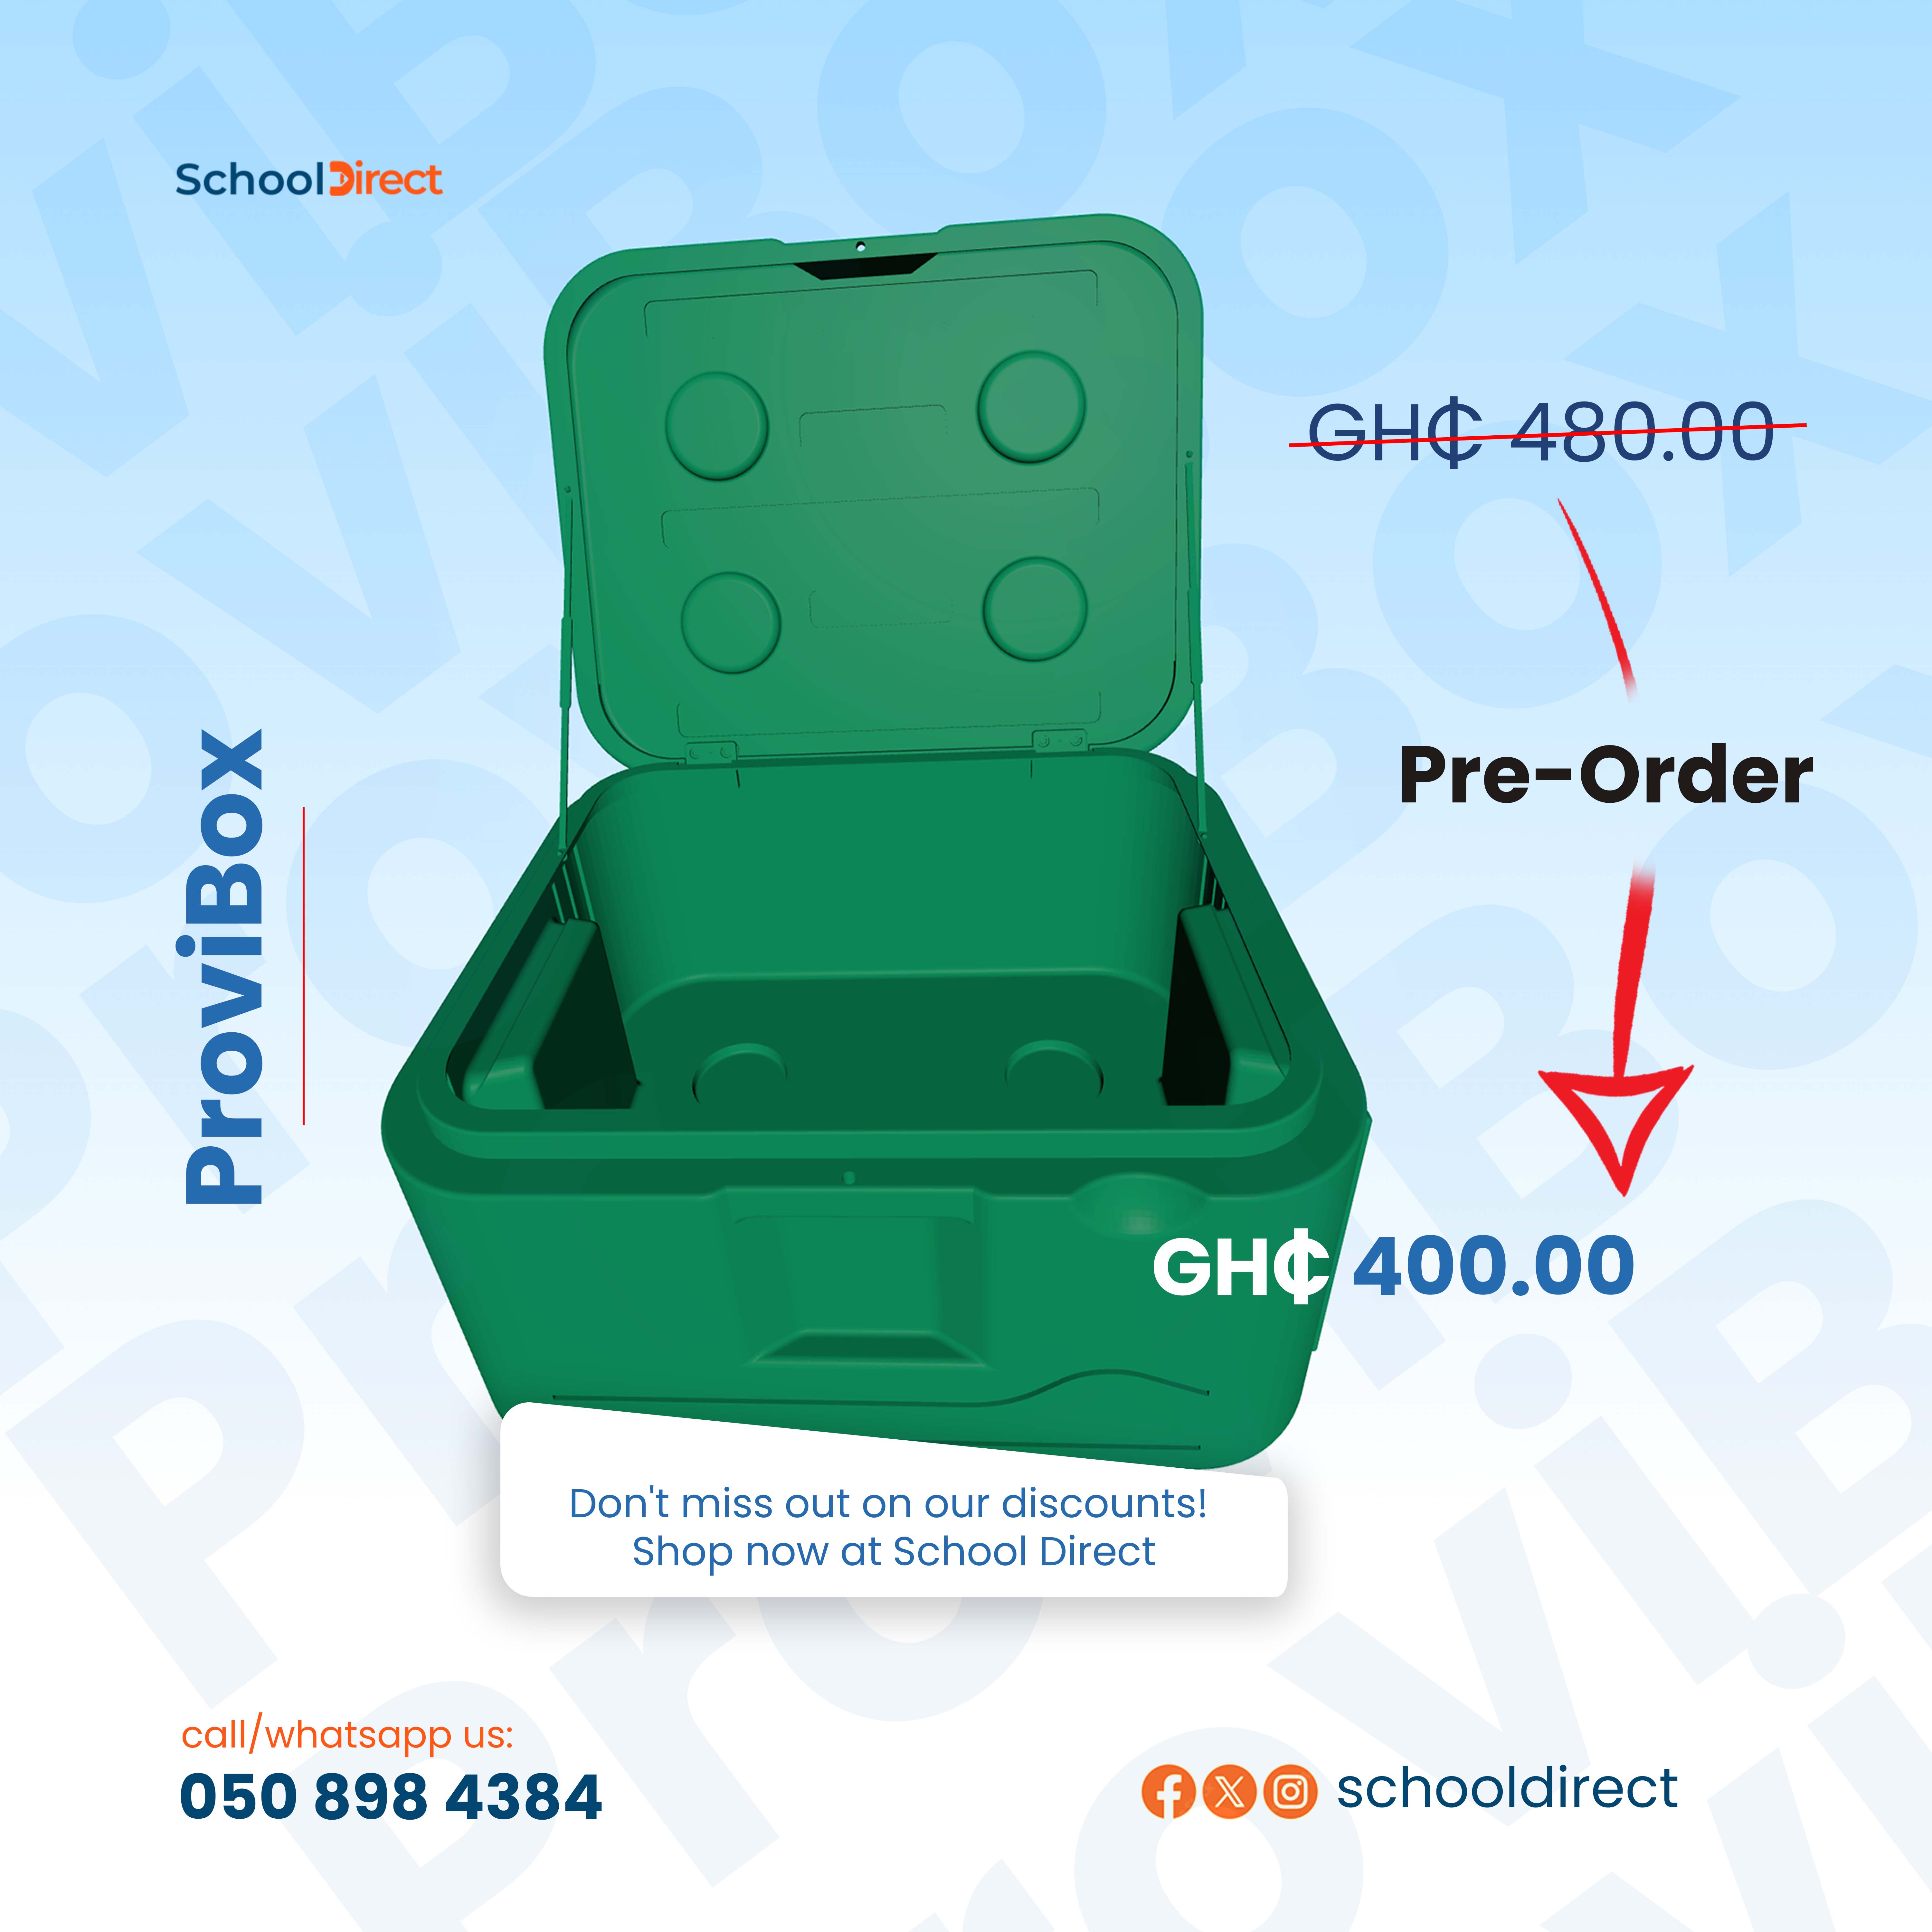 SchoolDirect
GH₵ 480.00
Pre-Order
ProviBox
GH₵ 400.00
Don't miss out on our discounts!
Shop now at School Direct
call/whatsapp us:
050 898 4384
schooldirect